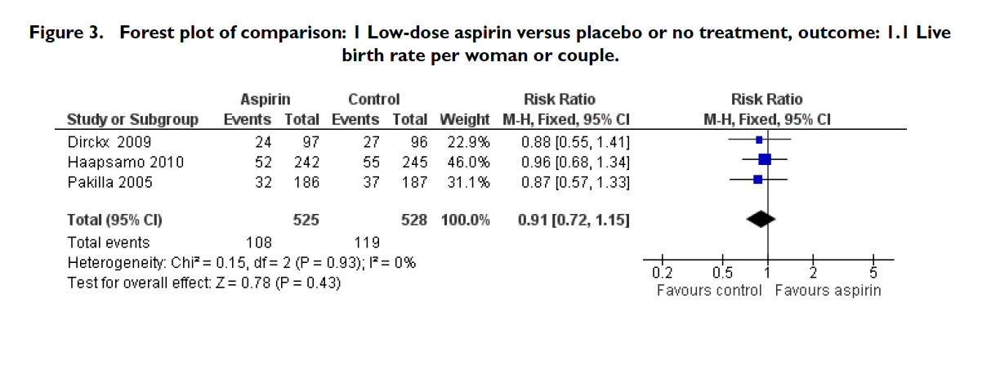 Figure 3. Forest plot of comparison: 1 Low-dose aspirin versus placebo or no treatment, outcome: 1.1 Live
birth rate per woman or couple.
Aspirin Control Risk Ratio Risk Ratio
Study or Subgroup Events Total Events Total Weight M-H, Fixed, 95% CI M-H, Fixed, 95% CI
Dirckx 2009 24 97 27 96 22.9% 0.88 [0.55, 1.41]
Haapsamo 2010 52 242 55 245 46.0% 0.96 [0.68, 1.34]
Pakilla 2005 32 186 37 187 31.1% 0.87 [0.57, 1.33]
Total (95% CI) 525 528 100.0% 0.91 [0.72, 1.15]
Total events 108 119
Heterogeneity: Chi² = 0.15, df = 2 (P = 0.93); I² = 0%
Test for overall effect: Z = 0.78 (P = 0.43)
0.2 0.5 1 2 5
Favours control Favours aspirin